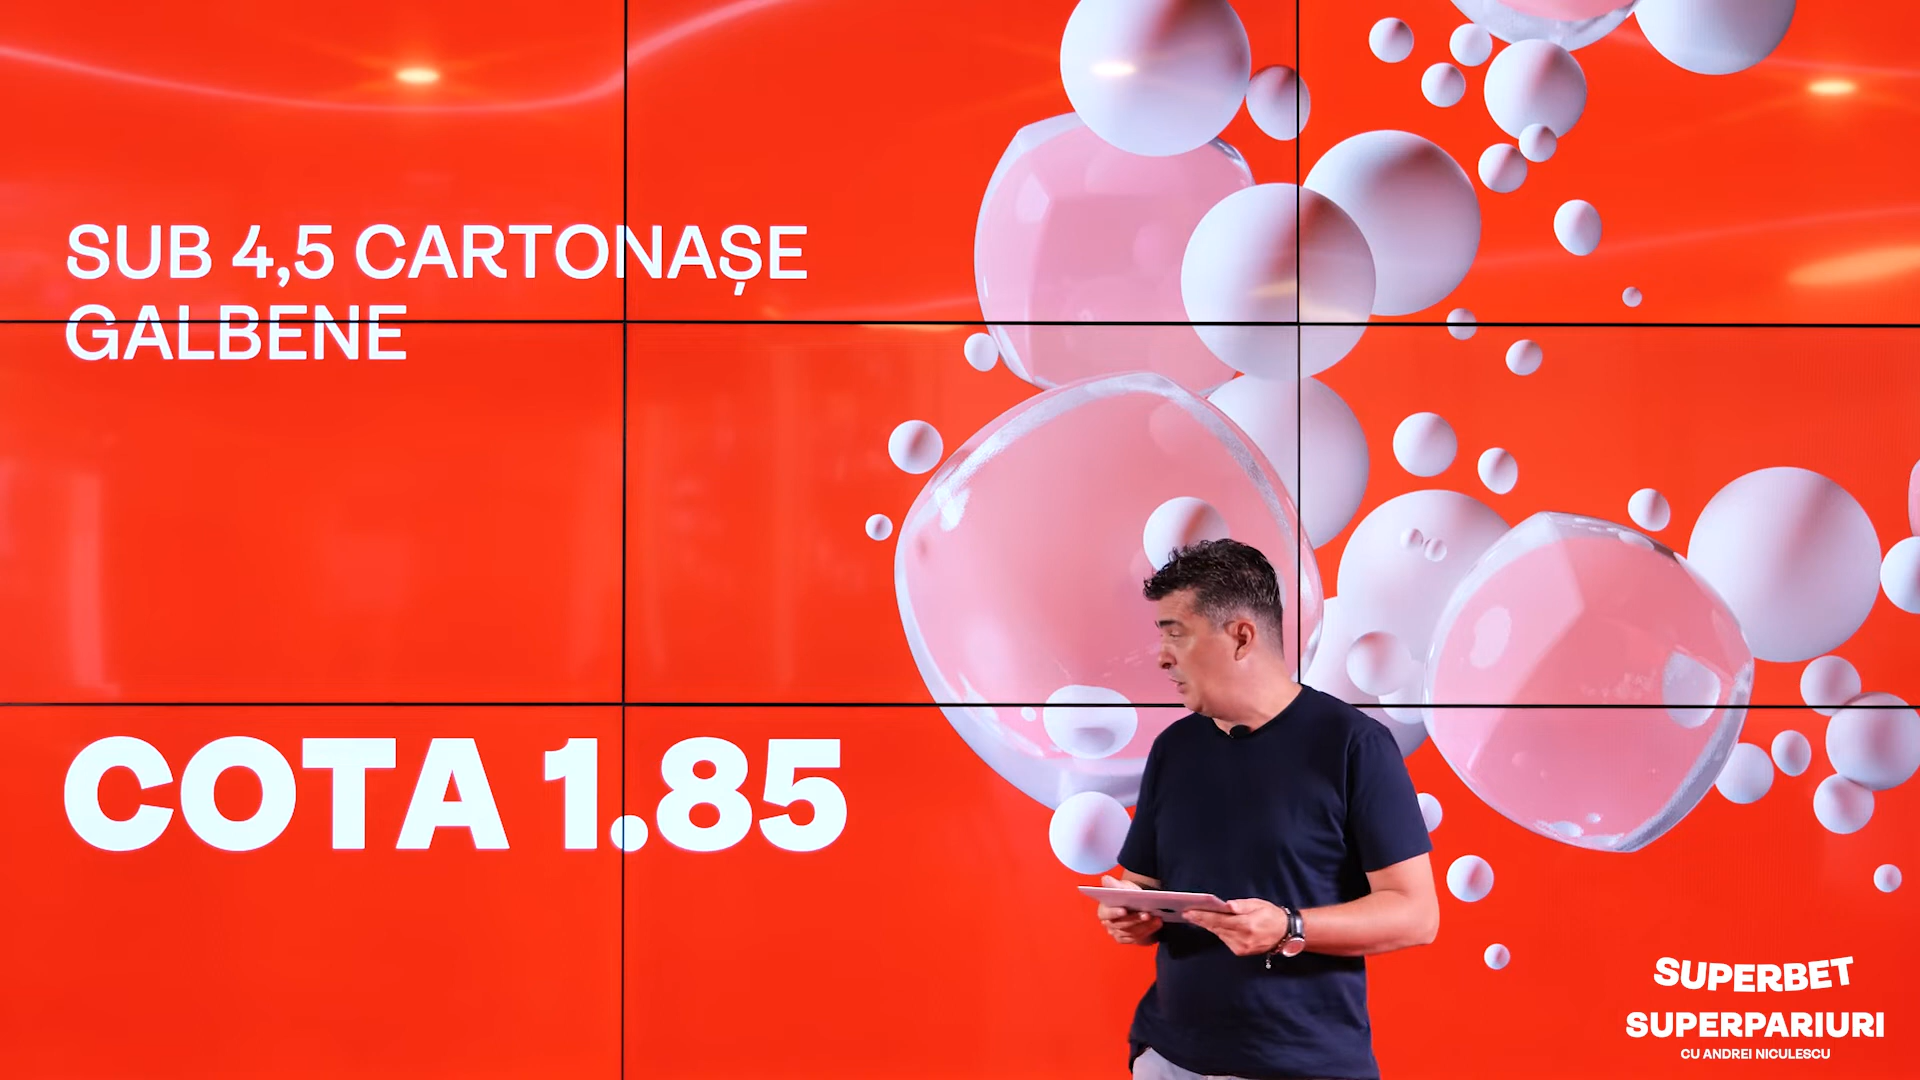 SUB 4,5 CARTONAȘE
GALBENE
COTA 1.85
SUPERBET
SUPERPARIURI
CU ANDREI NICULESCU